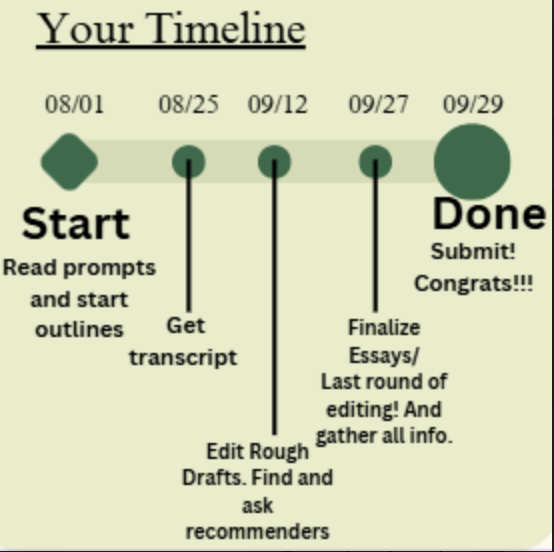 Your Timeline
08/01
08/25
09/12
09/27
09/29
Start
Read prompts
and start
outlines
Get
transcript
Edit Rough
Drafts. Find and
ask
recommenders
Finalize
Essays/
Last round of
editing! And
gather all info.
Done
Submit!
Congrats!!!